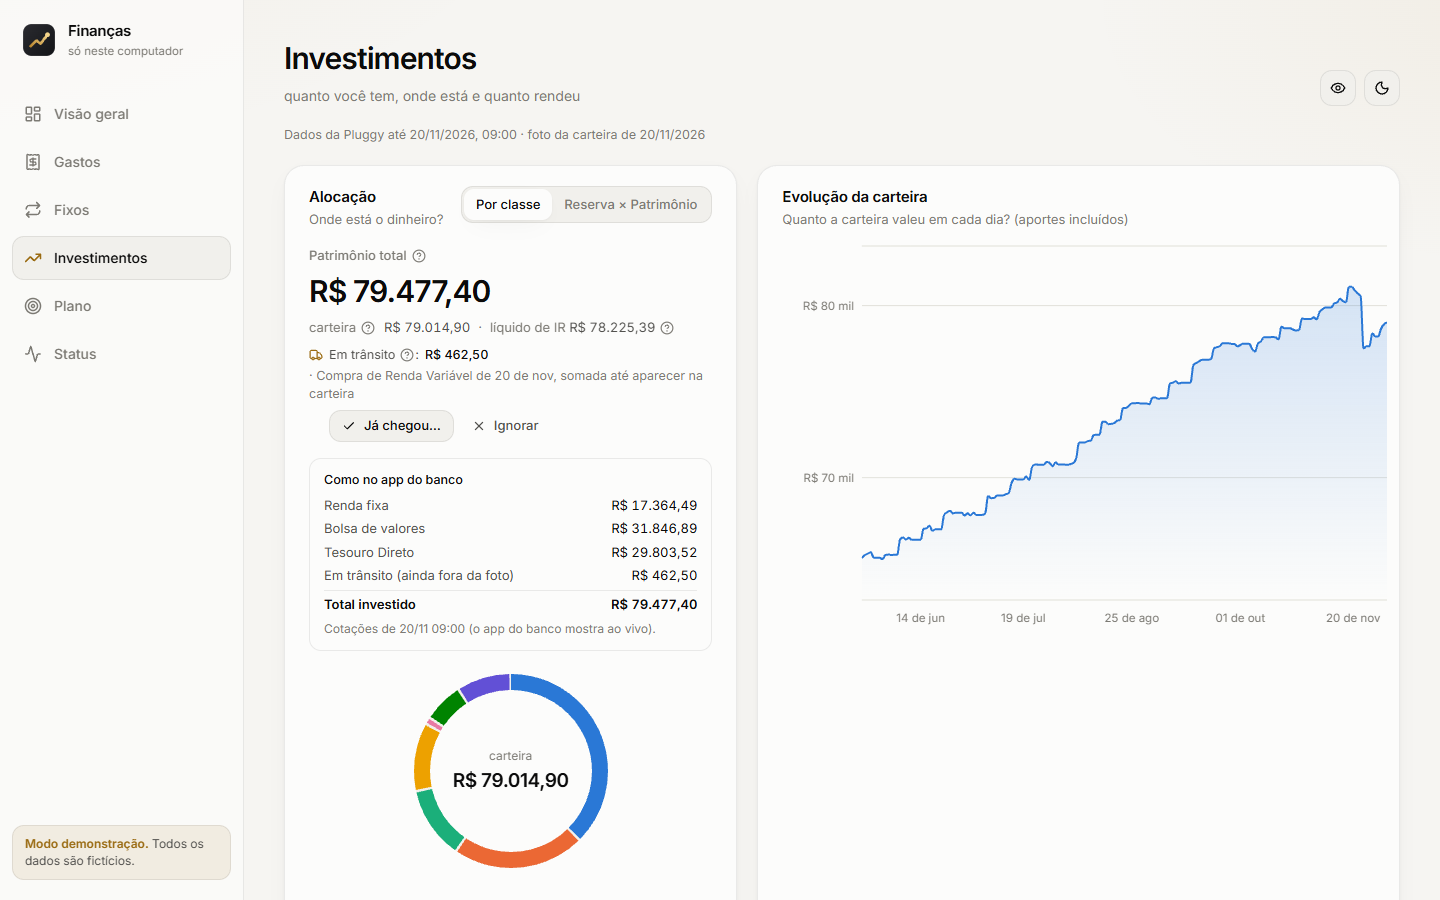 Finanças
só neste computador
Visão geral
Gastos
Fixos
Investimentos
Plano
Status
Modo demonstração. Todos os
dados são fictícios.
Investimentos
quanto você tem, onde está e quanto rendeu
Dados da Pluggy até 20/11/2026, 09:00 · foto da carteira de 20/11/2026
Alocação
Onde está o dinheiro?
Por classe
Reserva × Patrimônio
Patrimônio total ?
R$ 79.477,40
carteira ? R$ 79.014,90 · líquido de IR R$ 78.225,39 ?
Em trânsito ?: R$ 462,50
· Compra de Renda Variável de 20 de nov, somada até aparecer na
carteira
Já chegou...
Ignorar
Como no app do banco
Renda fixa R$ 17.364,49
Bolsa de valores R$ 31.846,89
Tesouro Direto R$ 29.803,52
Em trânsito (ainda fora da foto) R$ 462,50
Total investido R$ 79.477,40
Cotações de 20/11 09:00 (o app do banco mostra ao vivo).
carteira
R$ 79.014,90
Evolução da carteira
Quanto a carteira valeu em cada dia? (aportes incluídos)
R$ 80 mil
R$ 70 mil
14 de jun 19 de jul 25 de ago 01 de out 20 de nov